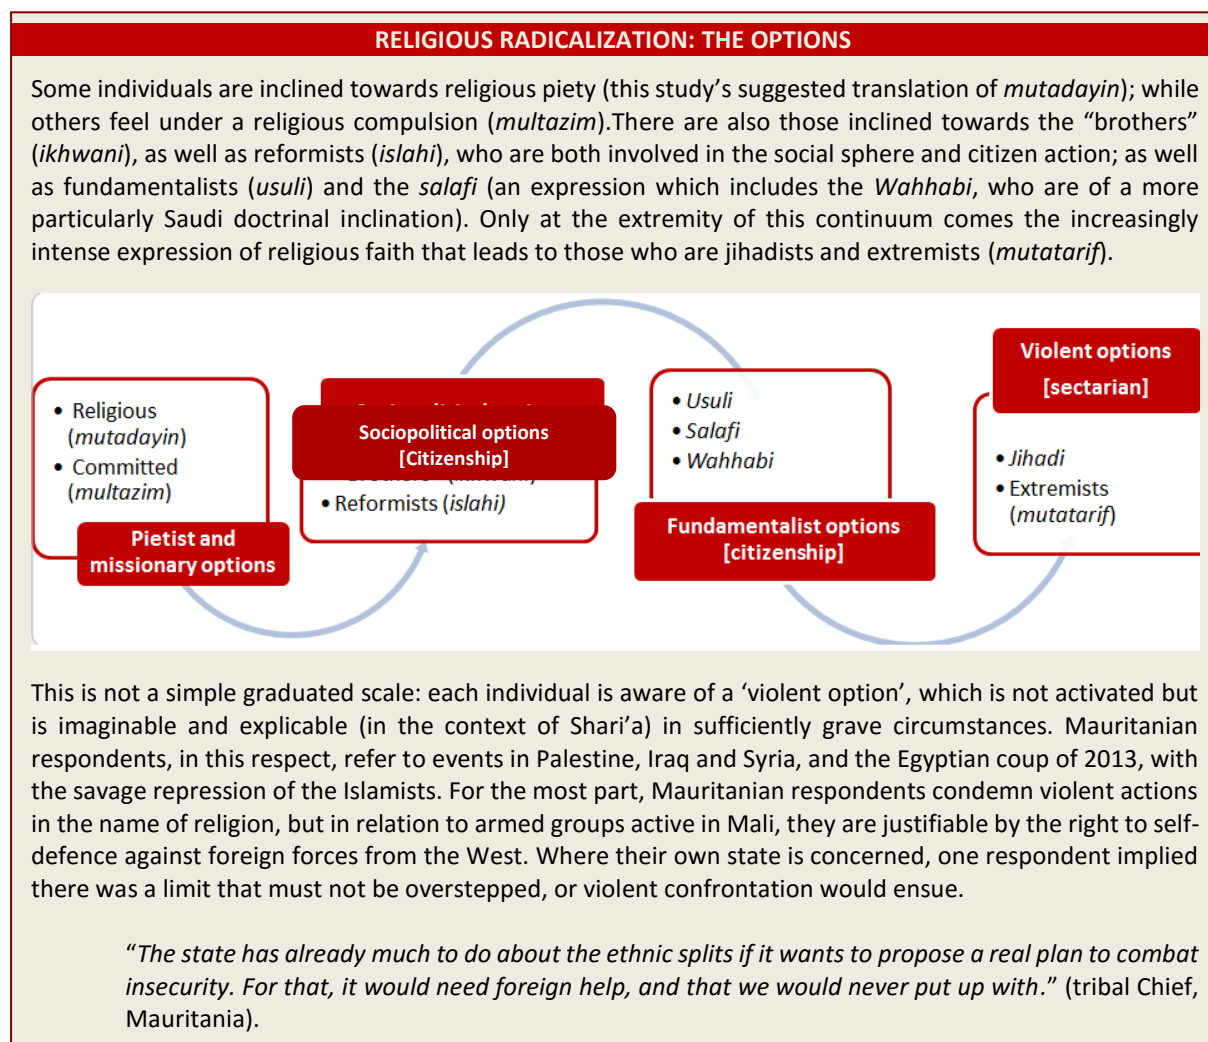 RELIGIOUS RADICALIZATION: THE OPTIONS
Some individuals are inclined towards religious piety (this study’s suggested translation of mutadayin); while
others feel under a religious compulsion (multazim).There are also those inclined towards the “brothers”
(ikhwani), as well as reformists (islahi), who are both involved in the social sphere and citizen action; as well
as fundamentalists (usuli) and the salafi (an expression which includes the Wahhabi, who are of a more
particularly Saudi doctrinal inclination). Only at the extremity of this continuum comes the increasingly
intense expression of religious faith that leads to those who are jihadists and extremists (mutatarif).
• Religious
(mutadayin)
• Committed
(multazim)
Pietist and
missionary options
Sociopolitical options
[Citizenship]
• Reformists (islahi)
• Usuli
• Salafi
• Wahhabi
Fundamentalist options
[citizenship]
Violent options
[sectarian]
• Jihadi
• Extremists
(mutatarif)
This is not a simple graduated scale: each individual is aware of a ‘violent option’, which is not activated but
is imaginable and explicable (in the context of Shari’a) in sufficiently grave circumstances. Mauritanian
respondents, in this respect, refer to events in Palestine, Iraq and Syria, and the Egyptian coup of 2013, with
the savage repression of the Islamists. For the most part, Mauritanian respondents condemn violent actions
in the name of religion, but in relation to armed groups active in Mali, they are justifiable by the right to self-
defence against foreign forces from the West. Where their own state is concerned, one respondent implied
there was a limit that must not be overstepped, or violent confrontation would ensue.
“The state has already much to do about the ethnic splits if it wants to propose a real plan to combat
insecurity. For that, it would need foreign help, and that we would never put up with.” (tribal Chief,
Mauritania).